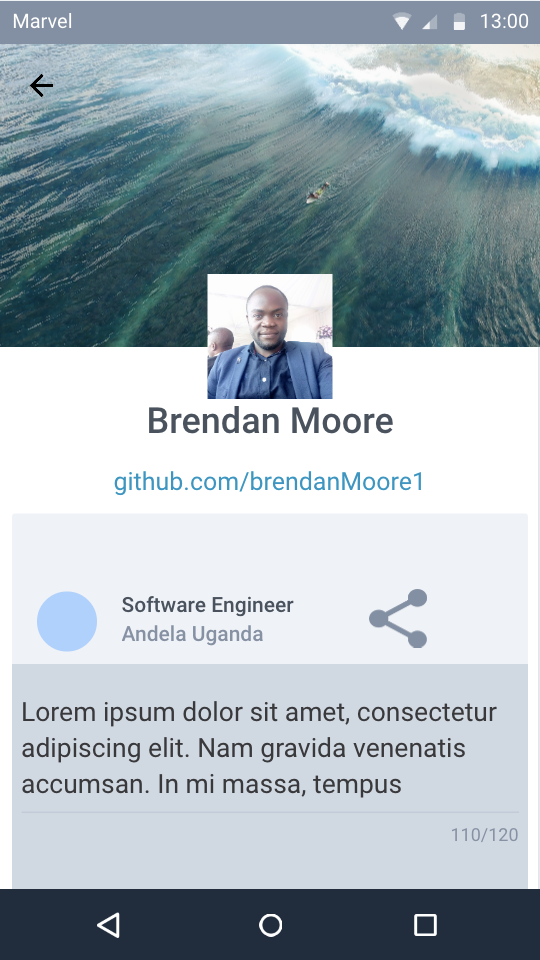 Marvel 13:00
Brendan Moore
github.com/brendanMoore1
Software Engineer
Andela Uganda
Lorem ipsum dolor sit amet, consectetur
adipiscing elit. Nam gravida venenatis
accumsan. In mi massa, tempus
110/120